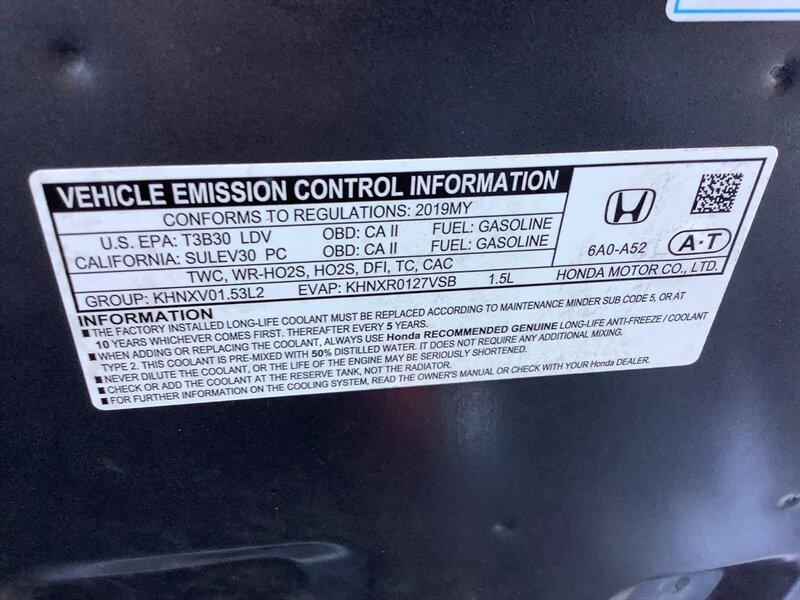 VEHICLE EMISSION CONTROL INFORMATION
CONFORMS TO REGULATIONS: 2019MY
U.S. EPA: T3B30 LDV OBD: CA II FUEL: GASOLINE
CALIFORNIA: SULEV30 PC OBD: CA II FUEL: GASOLINE
TWC, WR-HO2S, HO2S, DFI, TC, CAC
GROUP: KHNXV01.53L2 EVAP: KHNXR0127VSB 1.5L
6A0-A52 A·T
HONDA MOTOR CO., LTD.
INFORMATION
■ THE FACTORY INSTALLED LONG-LIFE COOLANT MUST BE REPLACED ACCORDING TO MAINTENANCE MINDER SUB CODE 5, OR AT
10 YEARS WHICHEVER COMES FIRST. THEREAFTER EVERY 5 YEARS.
■ WHEN ADDING OR REPLACING THE COOLANT, ALWAYS USE Honda RECOMMENDED GENUINE LONG-LIFE ANTI-FREEZE / COOLANT
TYPE 2. THIS COOLANT IS PRE-MIXED WITH 50% DISTILLED WATER. IT DOES NOT REQUIRE ANY ADDITIONAL MIXING.
■ NEVER DILUTE THE COOLANT, OR THE LIFE OF THE ENGINE MAY BE SERIOUSLY SHORTENED.
■ CHECK OR ADD THE COOLANT AT THE RESERVE TANK, NOT THE RADIATOR.
■ FOR FURTHER INFORMATION ON THE COOLING SYSTEM, READ THE OWNER'S MANUAL OR CHECK WITH YOUR Honda DEALER.